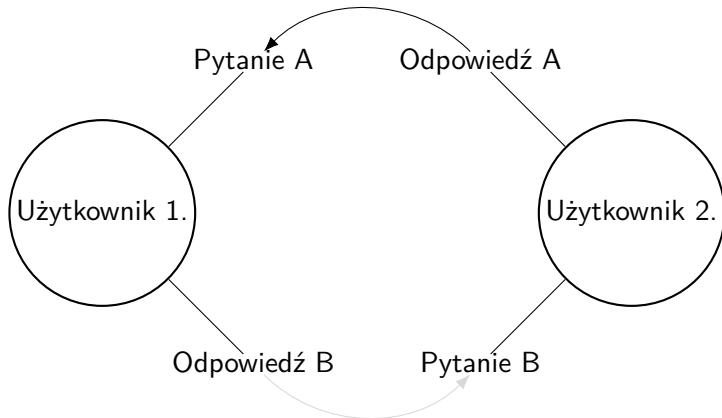 Pytanie A
Odpowiedź A
Użytkownik 1.
Użytkownik 2.
Odpowiedź B
Pytanie B